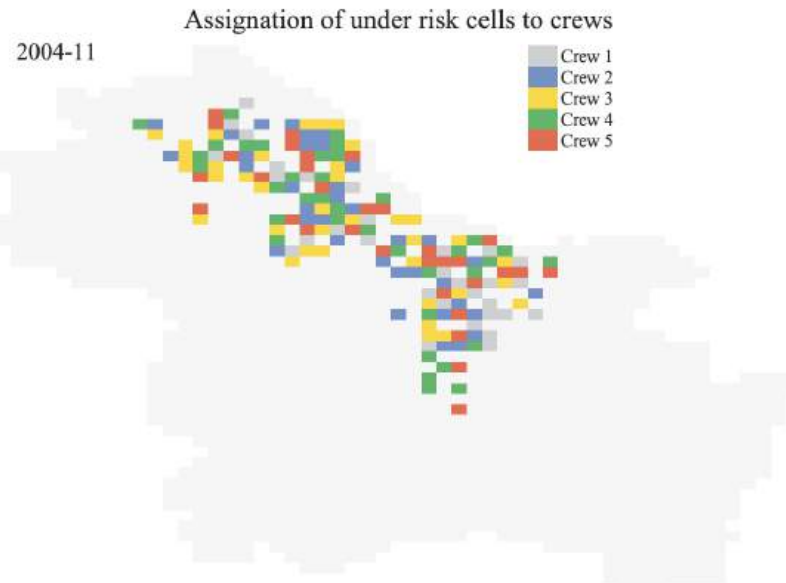 Assignation of under risk cells to crews
2004-11
Crew 1
Crew 2
Crew 3
Crew 4
Crew 5